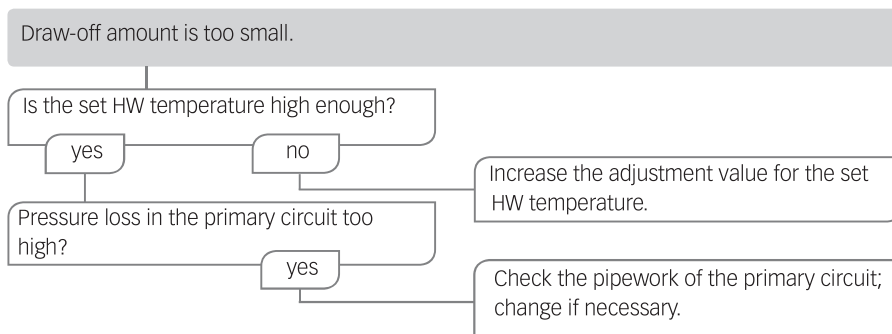 Draw-off amount is too small.
Is the set HW temperature high enough?
yes
no
Increase the adjustment value for the set
HW temperature.
Pressure loss in the primary circuit too
high?
yes
Check the pipework of the primary circuit;
change if necessary.